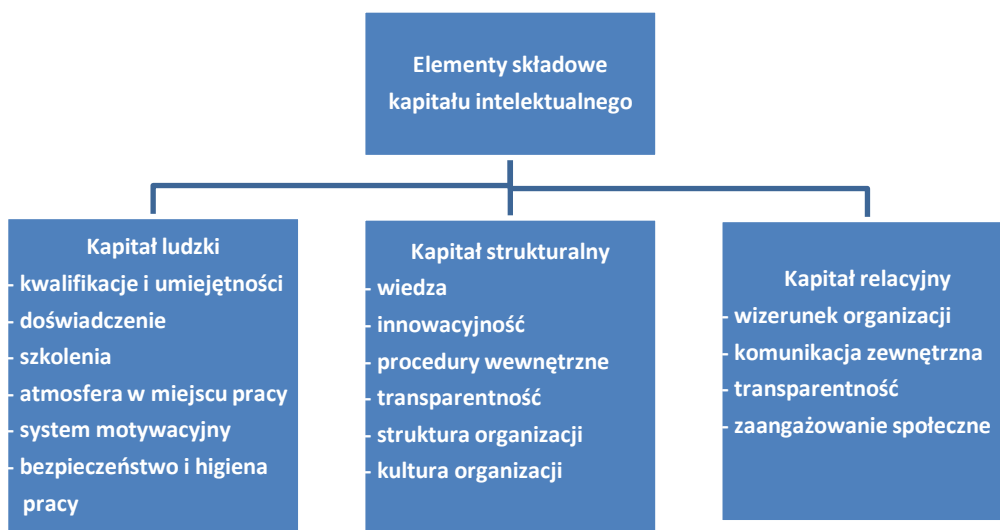 Elementy składowe
kapitału intelektualnego
Kapitał ludzki
- kwalifikacje i umiejętności
- doświadczenie
- szkolenia
- atmosfera w miejscu pracy
- system motywacyjny
- bezpieczeństwo i higiena
pracy
Kapitał strukturalny
- wiedza
- innowacyjność
- procedury wewnętrzne
- transparentność
- struktura organizacji
- kultura organizacji
Kapitał relacyjny
- wizerunek organizacji
- komunikacja zewnętrzna
- transparentność
- zaangażowanie społeczne